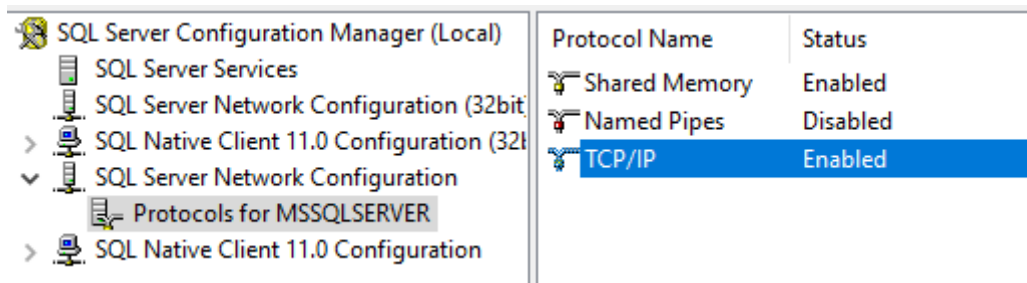 SQL Server Configuration Manager (Local)
SQL Server Services
SQL Server Network Configuration (32bit
SQL Native Client 11.0 Configuration (32b
SQL Server Network Configuration
Protocols for MSSQLSERVER
SQL Native Client 11.0 Configuration
Protocol Name Status
Shared Memory Enabled
Named Pipes Disabled
TCP/IP Enabled